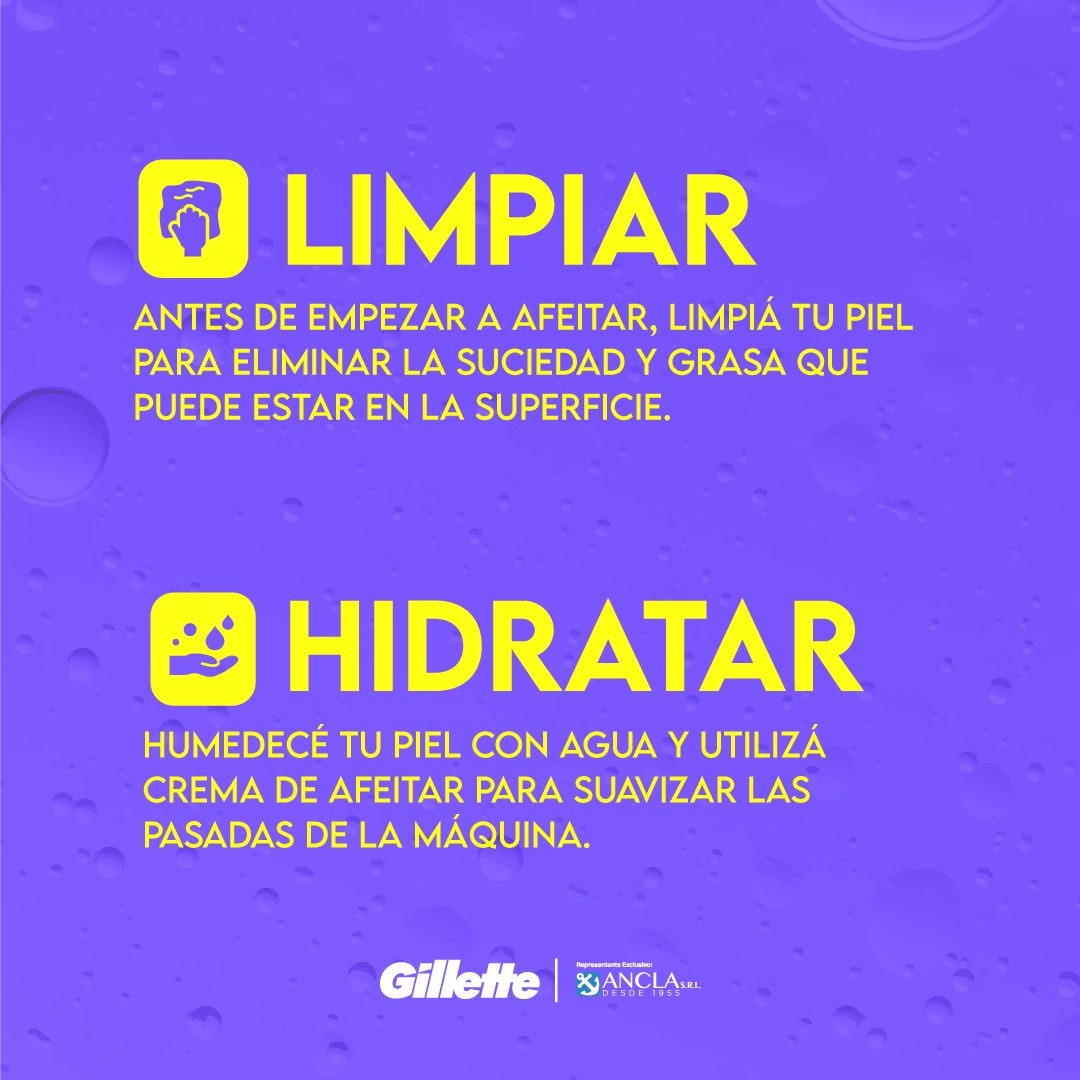 LIMPIAR
ANTES DE EMPEZAR A AFEITAR, LIMPIÁ TU PIEL
PARA ELIMINAR LA SUCIEDAD Y GRASA QUE
PUEDE ESTAR EN LA SUPERFICIE.
HIDRATAR
HUMEDECÉ TU PIEL CON AGUA Y UTILIZÁ
CREMA DE AFEITAR PARA SUAVIZAR LAS
PASADAS DE LA MÁQUINA.
Gillette
Representante Exclusivo:
ANCLA S.R.L.
DESDE 1955